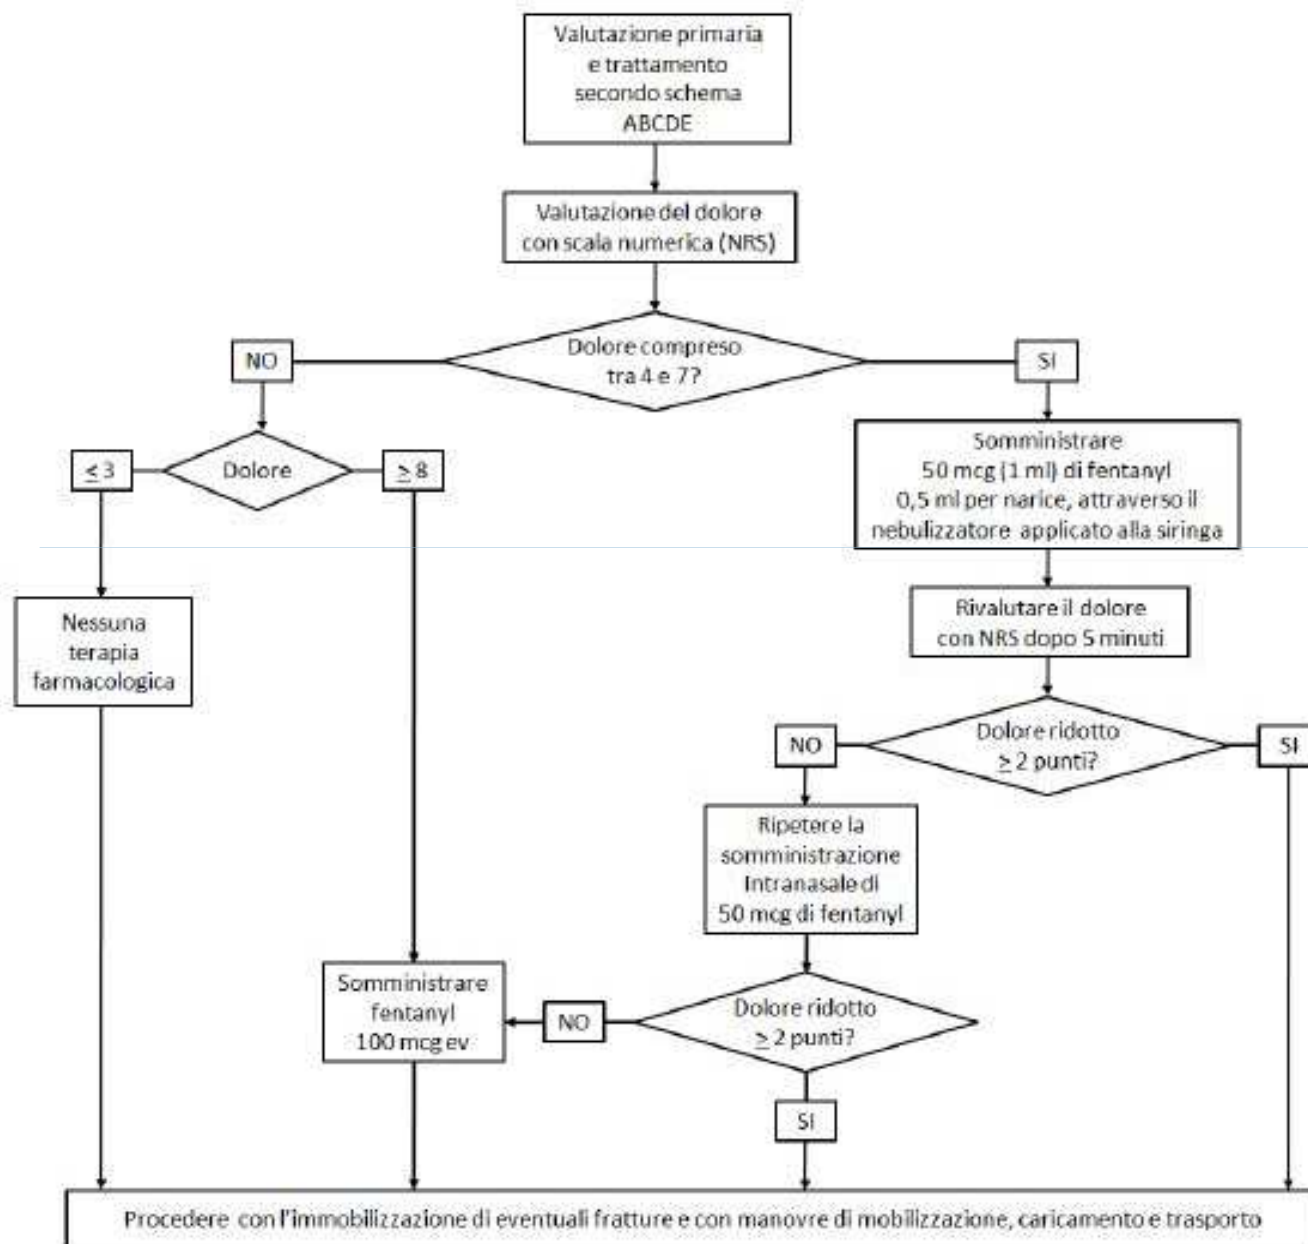 Valutazione primaria
e trattamento
secondo schema
ABCDE
Valutazione del dolore
con scala numerica (NRS)
Dolore compreso
tra 4 e 7?
NO
SI
Dolore
≤ 3
≥ 8
Somministrare
50 mcg (1 ml) di fentanyl
0,5 ml per narice, attraverso il
nebulizzatore applicato alla siringa
Nessuna
terapia
farmacologica
Rivalutare il dolore
con NRS dopo 5 minuti
Dolore ridotto
≥ 2 punti?
NO
SI
Ripetere la
somministrazione
Intranasale di
50 mcg di fentanyl
Somministrare
fentanyl
100 mcg ev
NO
Dolore ridotto
≥ 2 punti?
SI
Procedere con l'immobilizzazione di eventuali fratture e con manovre di mobilizzazione, caricamento e trasporto